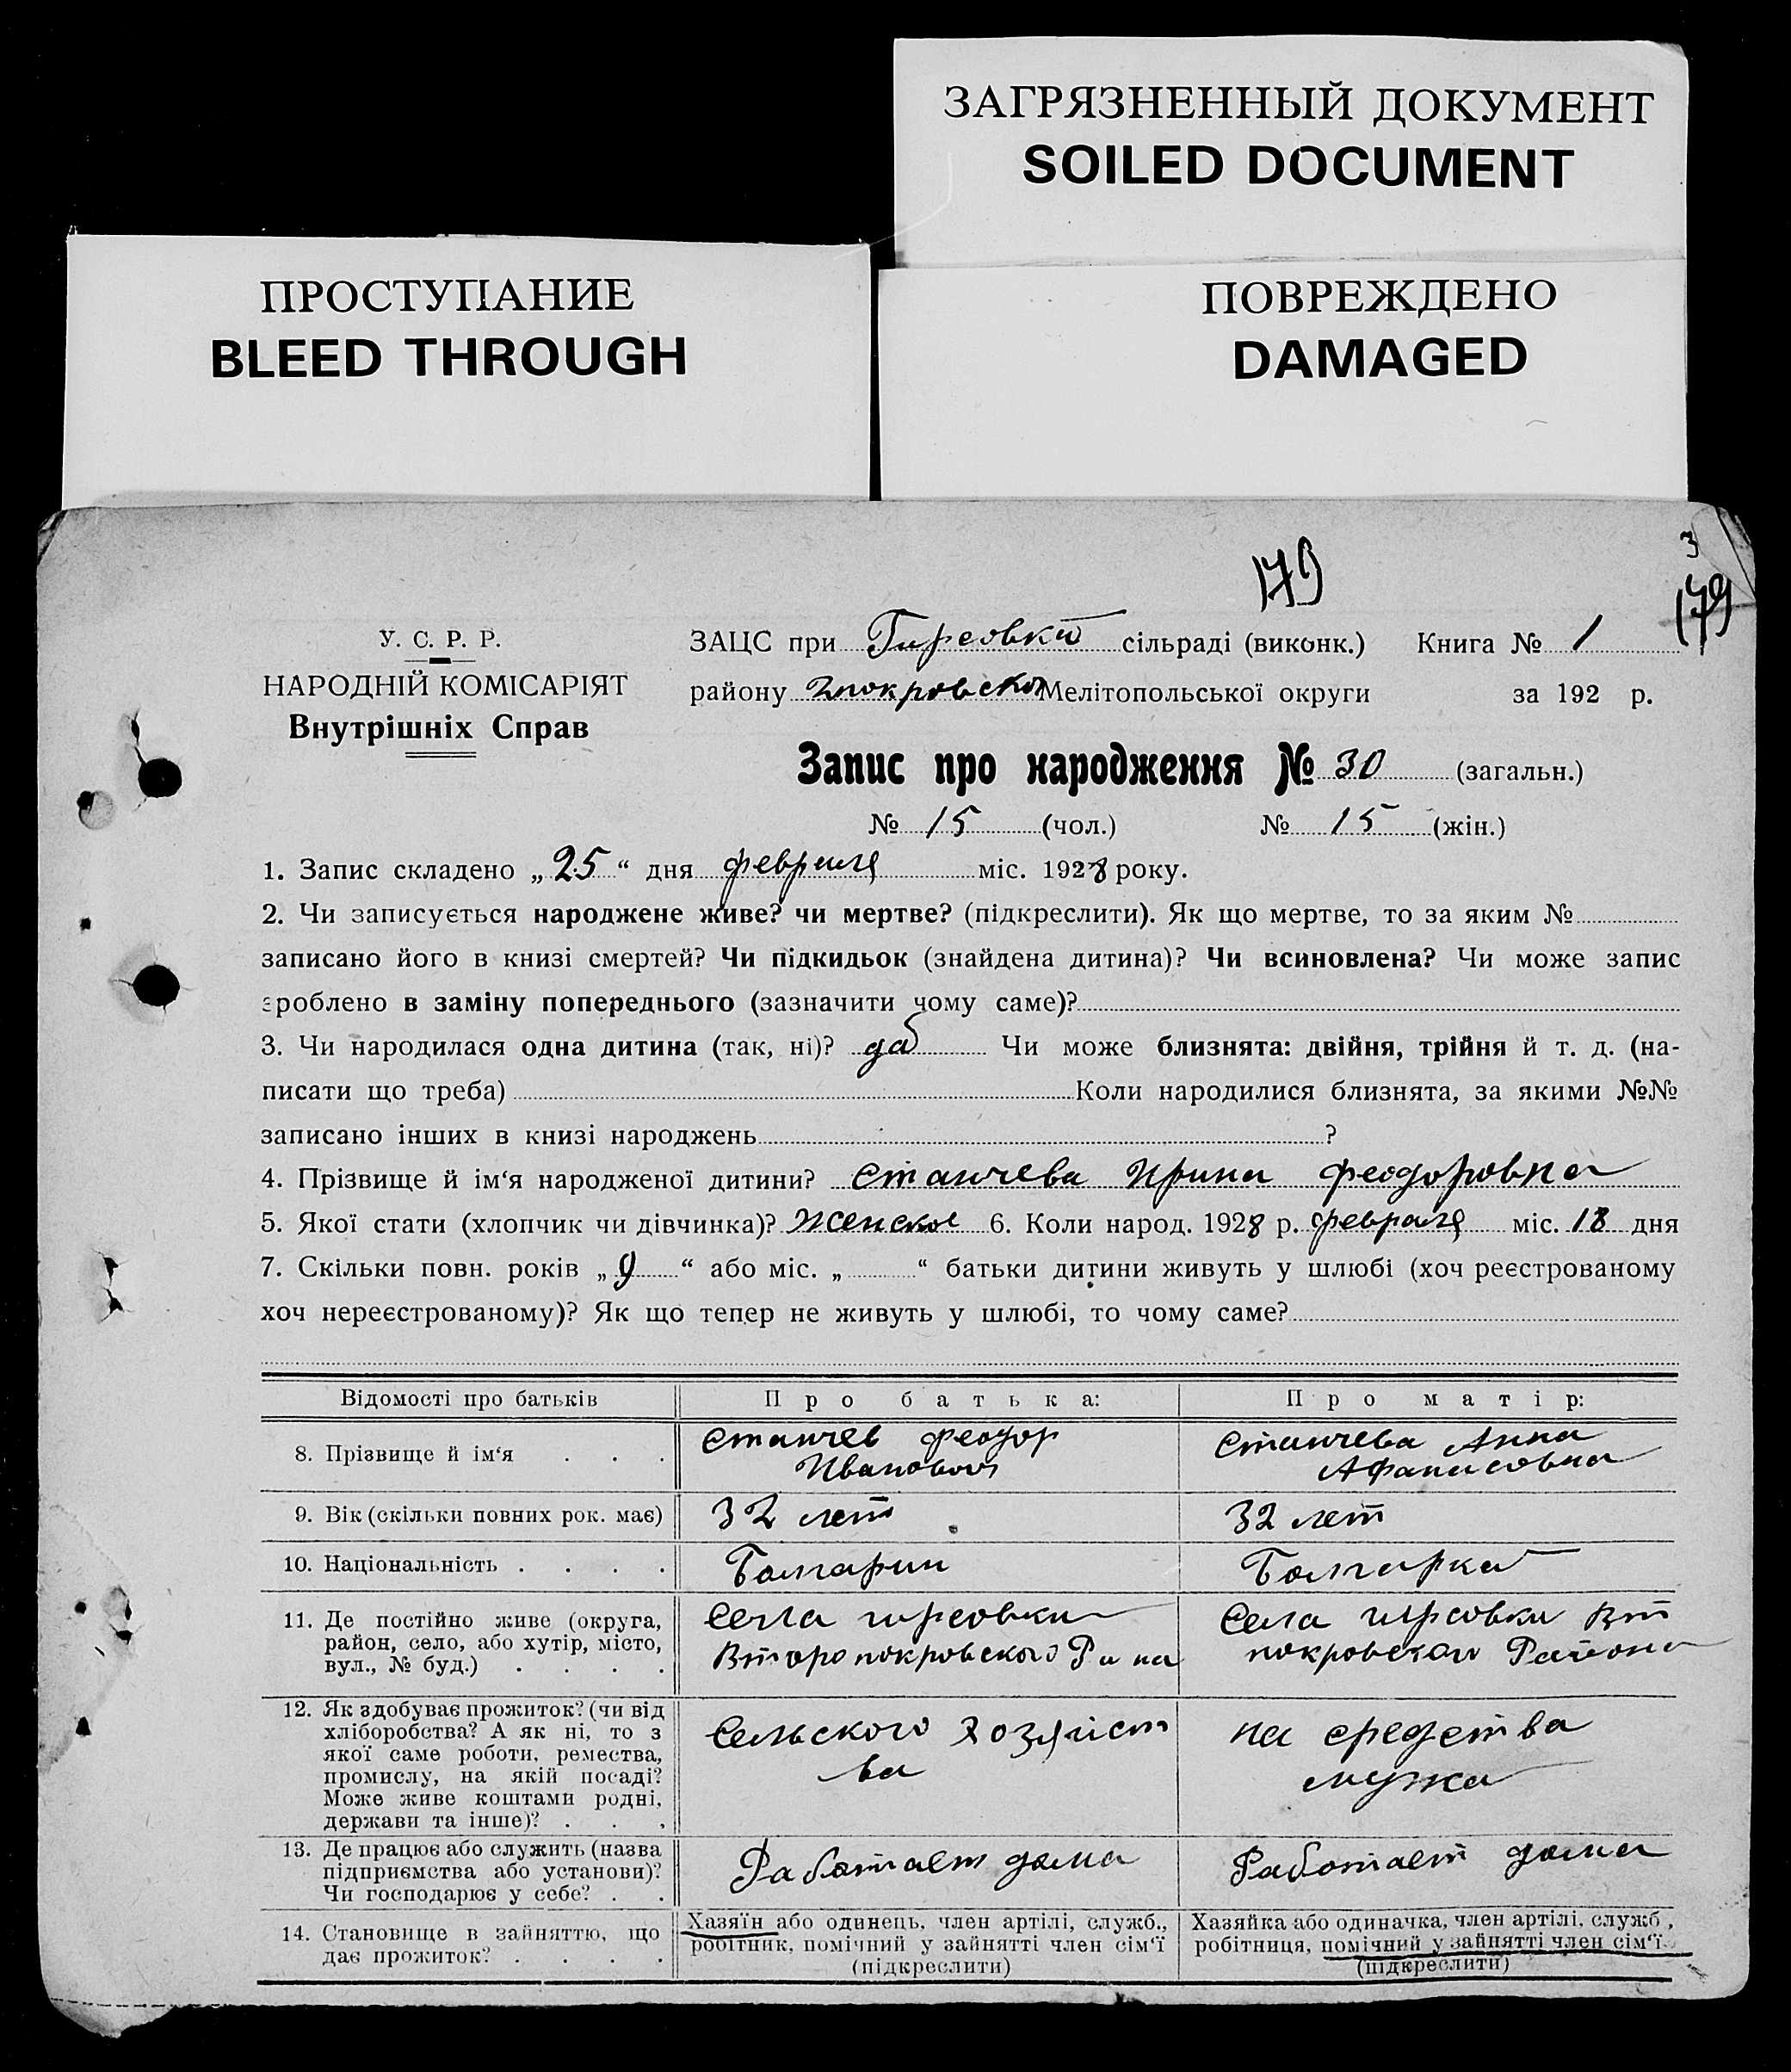 ЗАГРЯЗНЕННЫЙ ДОКУМЕНТ
SOILED DOCUMENT
ПРОСТУПАНИЕ
BLEED THROUGH
ПОВРЕЖДЕНО
DAMAGED
179
3
179
У. С. Р. Р.
НАРОДНІЙ КОМІСАРІЯТ
Внутрішніх Справ
ЗАЦС при Гирсовки сільраді (виконк.) Книга № 1
району 2покровско Мелітопольської округи за 192 р.
Запис про народження № 30 (загальн.)
№ 15 (чол.) № 15 (жін.)
1. Запис складено „25“ дня февраля міс. 1928 року.
2. Чи записується народжене живе? чи мертве? (підкреслити). Як що мертве, то за яким №
записано його в книзі смертей? Чи підкидьок (знайдена дитина)? Чи всиновлена? Чи може запис
зроблено в заміну попереднього (зазначити чому саме)?
3. Чи народилася одна дитина (так, ні)? да Чи може близнята: двійня, трійня й т. д. (на-
писати що треба) Коли народилися близнята, за якими №№
записано інших в книзі народжень ?
4. Прізвище й ім‘я народженої дитини? Станчева Ирина Феодоровна
5. Якої стати (хлопчик чи дівчинка)? Женское 6. Коли народ. 1928 р. февраля міс. 18 дня
7. Скільки повн. років „9“ або міс. „ “ батьки дитини живуть у шлюбі (хоч реєстрованому
хоч нереєстрованому)? Як що тепер не живуть у шлюбі, то чому саме?
Відомості про батьків Про батька: Про матір:
8. Прізвище й ім‘я . . .
Станчев Феодор
Иванович
Станчева Анна
Афанасовна
9. Вік (скільки повних рок. має) 32 лет 32 лет
10. Національність . . . . Болгарин Болгарка
11. Де постійно живе (округа,
район, село, або хутір, місто,
вул., № буд.) . . . .
Села гирсовки
Второпокровского Р на
Села гирсовки Вт
покровского Района
12. Як здобуває прожиток? (чи від
хліборобства? А як ні, то з
якої саме роботи, ремества,
промислу, на якій посаді?
Може живе коштами родні,
держави та інше)? . . .
Сельского хозяйст
ва
на средства
мужа
13. Де працює або служить (назва
підприємства або установи)?
Чи господарює у себе? . .
Работает дома
Работает дома
14. Становище в зайняттю, що
дає прожиток? . . . .
Хазяїн або одинець, член артілі, служб.,
робітник, помічний у зайнятті член сім‘ї
(підкреслити)
Хазяйка або одиначка, член артілі, служб.,
робітниця, помічний у зайнятті член сім‘ї.
(підкреслити)